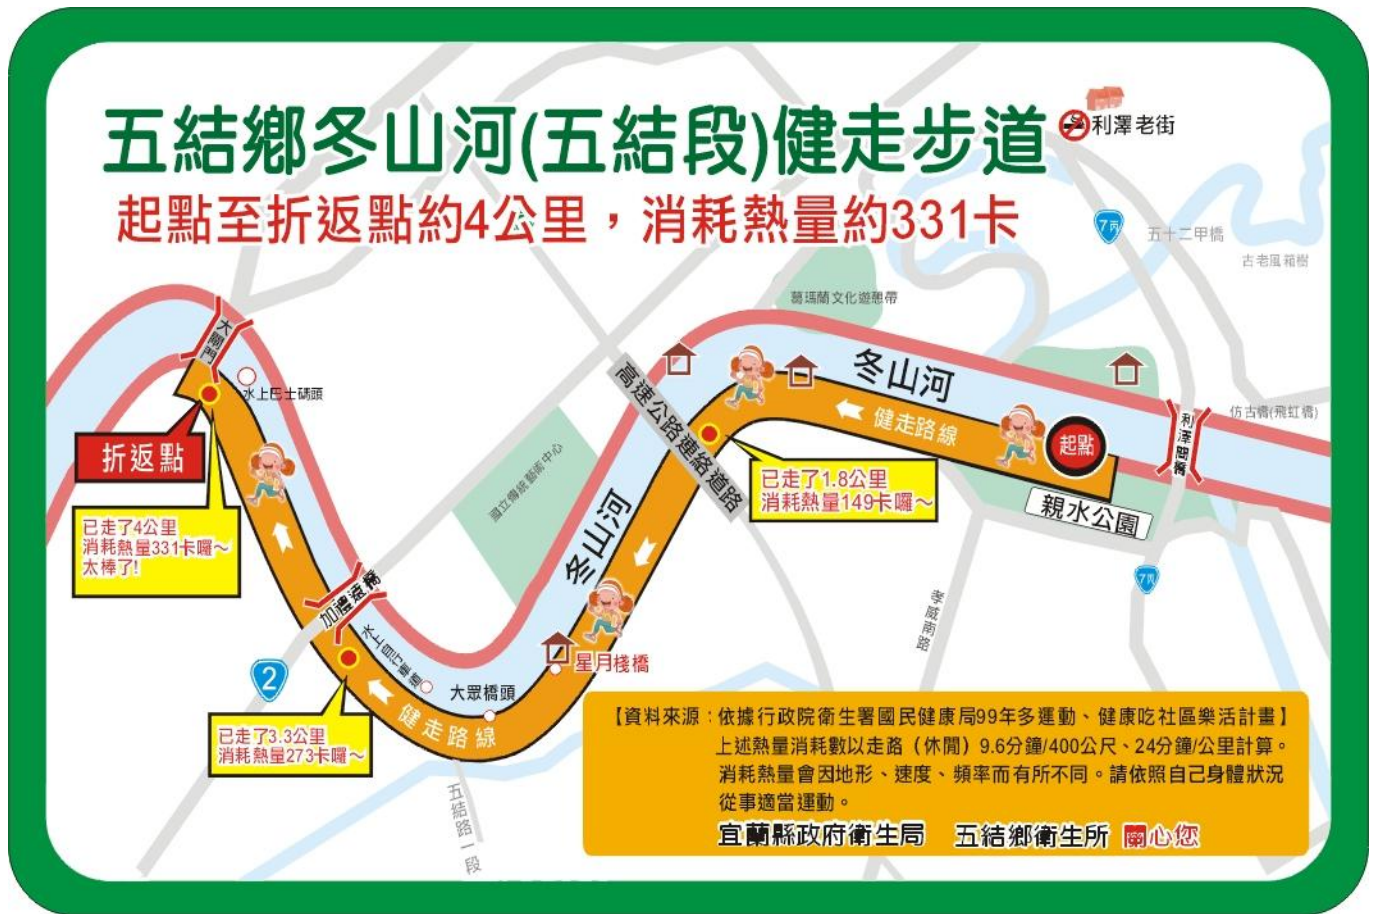 五結鄉冬山河(五結段)健走步道
起點至折返點約4公里，消耗熱量約331卡
利澤老街
7丙
五十二甲橋
古老風箱樹
葛瑪蘭文化遊憩帶
大閘門
水上巴士碼頭
高速公路連絡道路
冬山河
健走路線
起點
利澤簡橋
仿古橋(飛虹橋)
折返點
國立傳統藝術中心
已走了1.8公里
消耗熱量149卡囉～
親水公園
已走了4公里
消耗熱量331卡囉～
太棒了!
冬山河
7丙
孝威南路
加禮遠橋
水上自行車道
星月棧橋
2
大眾橋頭
健走路線
已走了3.3公里
消耗熱量273卡囉～
五結路一段
【資料來源：依據行政院衛生署國民健康局99年多運動、健康吃社區樂活計畫】
上述熱量消耗數以走路（休閒）9.6分鐘/400公尺、24分鐘/公里計算。
消耗熱量會因地形、速度、頻率而有所不同。請依照自己身體狀況
從事適當運動。
宜蘭縣政府衛生局 五結鄉衛生所 關心您